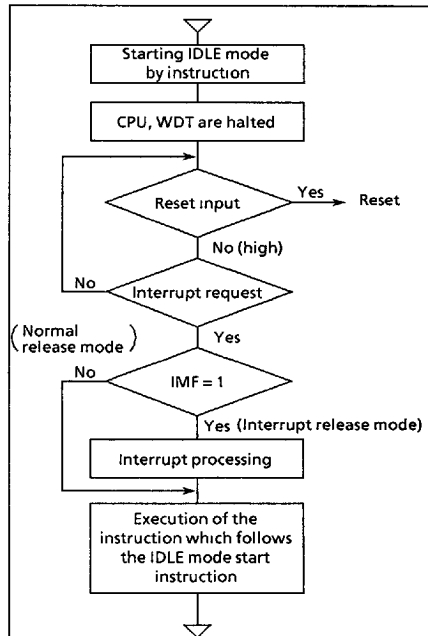 Starting IDLE mode
by instruction
CPU, WDT are halted
Reset input
Yes
Reset
No (high)
No
Interrupt request
(Normal
release mode)
Yes
No
IMF = 1
Yes (Interrupt release mode)
Interrupt processing
Execution of the
instruction which follows
the IDLE mode start
instruction